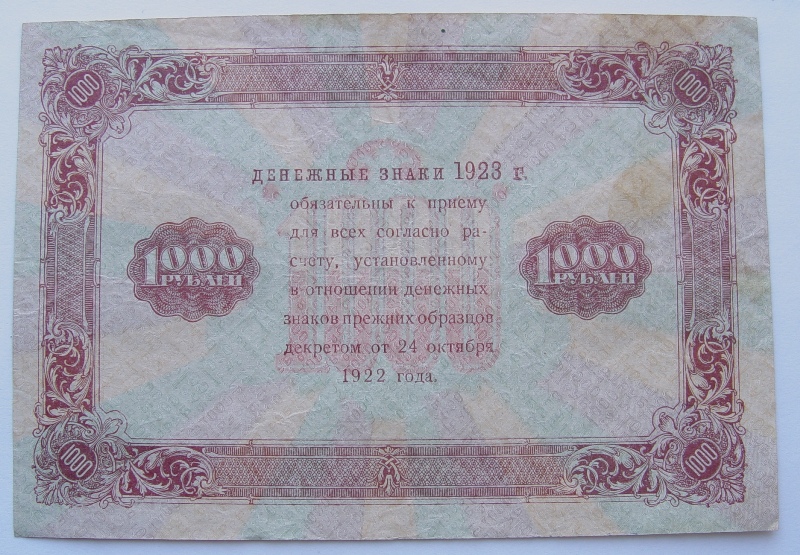 1000
1000
ДЕНЕЖНЫЕ ЗНАКИ 1923 г.
обязательны к приему
для всех согласно ра-
счету, установленному
в отношении денежных
знаков прежних образцов
декретом от 24 октября
1922 года.
1000
РУБЛЕЙ
1000
РУБЛЕЙ
1000
1000